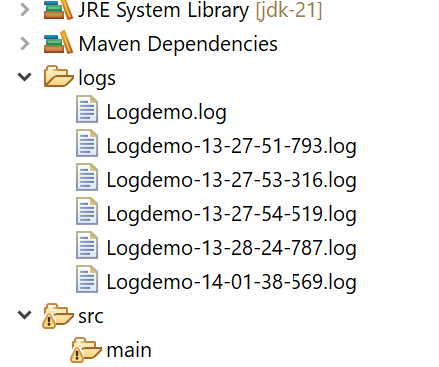 JRE System Library [jdk-21]
Maven Dependencies
logs
Logdemo.log
Logdemo-13-27-51-793.log
Logdemo-13-27-53-316.log
Logdemo-13-27-54-519.log
Logdemo-13-28-24-787.log
Logdemo-14-01-38-569.log
src
main